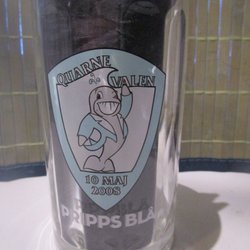 QUARNE
VALEN
10 MAJ
2008
PRIPPS BLÅ